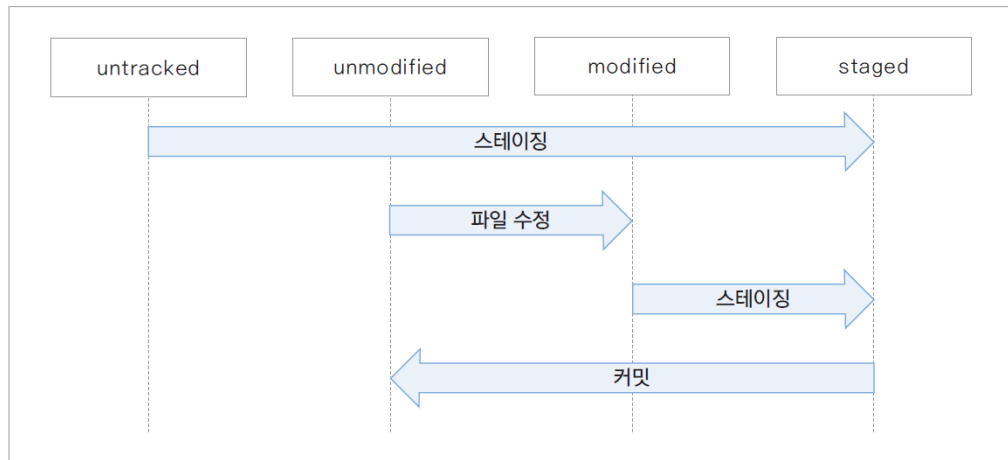 untracked
unmodified
modified
staged
스테이징
파일 수정
스테이징
커밋